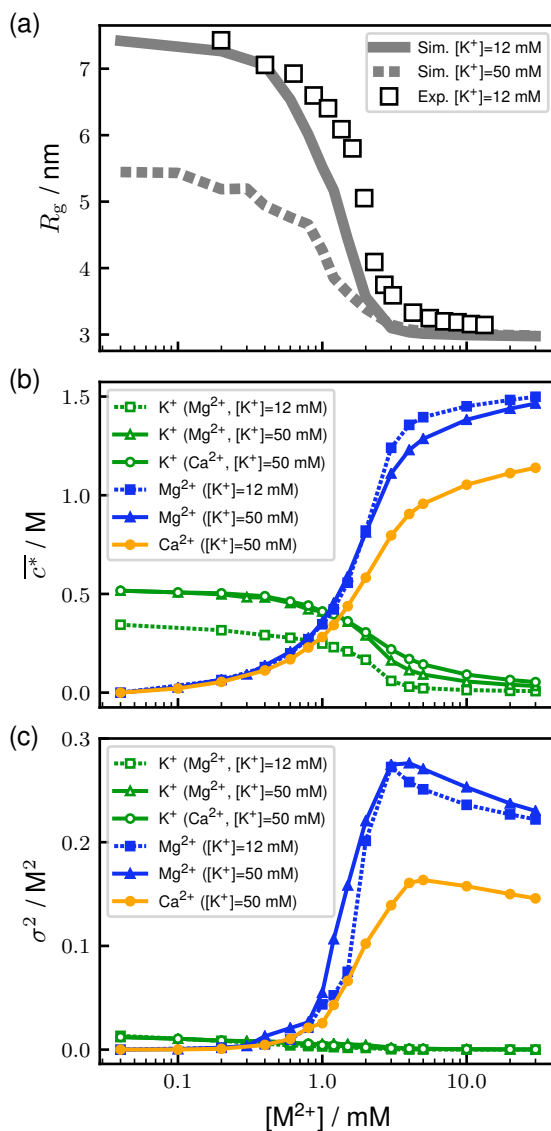 (a)
7
6
5
4
3
R_g / nm
Sim. [K⁺]=12 mM
Sim. [K⁺]=50 mM
Exp. [K⁺]=12 mM
(b)
1.5
1.0
0.5
0.0
c* / M
K⁺ (Mg²⁺, [K⁺]=12 mM)
K⁺ (Mg²⁺, [K⁺]=50 mM)
K⁺ (Ca²⁺, [K⁺]=50 mM)
Mg²⁺ ([K⁺]=12 mM)
Mg²⁺ ([K⁺]=50 mM)
Ca²⁺ ([K⁺]=50 mM)
(c)
0.3
0.2
0.1
0.0
σ² / M²
K⁺ (Mg²⁺, [K⁺]=12 mM)
K⁺ (Mg²⁺, [K⁺]=50 mM)
K⁺ (Ca²⁺, [K⁺]=50 mM)
Mg²⁺ ([K⁺]=12 mM)
Mg²⁺ ([K⁺]=50 mM)
Ca²⁺ ([K⁺]=50 mM)
0.1 1.0 10.0
[M²⁺] / mM